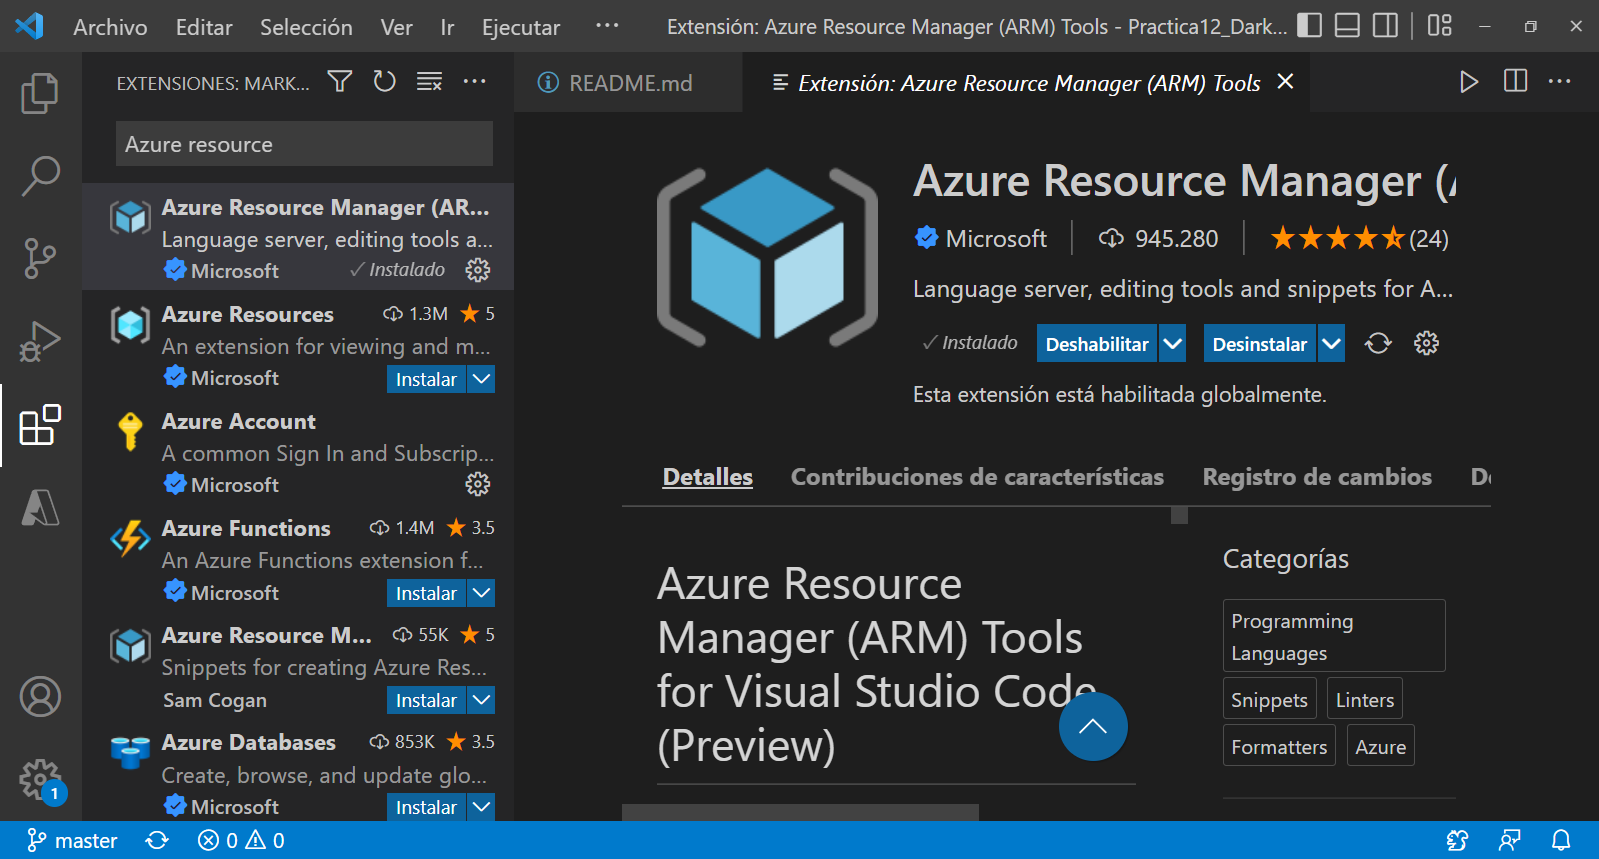 Archivo Editar Selección Ver Ir Ejecutar ··· Extensión: Azure Resource Manager (ARM) Tools - Practica12_Dark...
EXTENSIONES: MARK...
Azure resource
Azure Resource Manager (AR...
Language server, editing tools a...
Microsoft ✓ Instalado
Azure Resources 1.3M ★ 5
An extension for viewing and m...
Microsoft Instalar
Azure Account
A common Sign In and Subscrip...
Microsoft
Azure Functions 1.4M ★ 3.5
An Azure Functions extension f...
Microsoft Instalar
Azure Resource M... 55K ★ 5
Snippets for creating Azure Res...
Sam Cogan Instalar
Azure Databases 853K ★ 3.5
Create, browse, and update glo...
Microsoft Instalar
README.md
Extensión: Azure Resource Manager (ARM) Tools
Azure Resource Manager (
Microsoft 945.280 (24)
Language server, editing tools and snippets for A...
✓ Instalado Deshabilitar Desinstalar
Esta extensión está habilitada globalmente.
Detalles Contribuciones de características Registro de cambios
Azure Resource
Manager (ARM) Tools
for Visual Studio Code
(Preview)
Categorías
Programming
Languages
Snippets Linters
Formatters Azure
1
master 0 0